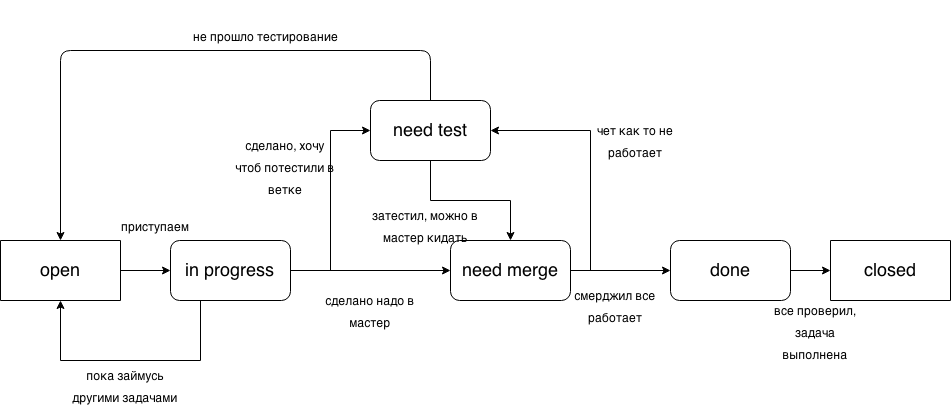 не прошло тестирование
need test
чет как то не
работает
сделано, хочу
чтоб потестили в
ветке
затестил, можно в
мастер кидать
приступаем
open
in progress
need merge
done
closed
сделано надо в
мастер
смерджил все
работает
все проверил,
задача
выполнена
пока займусь
другими задачами